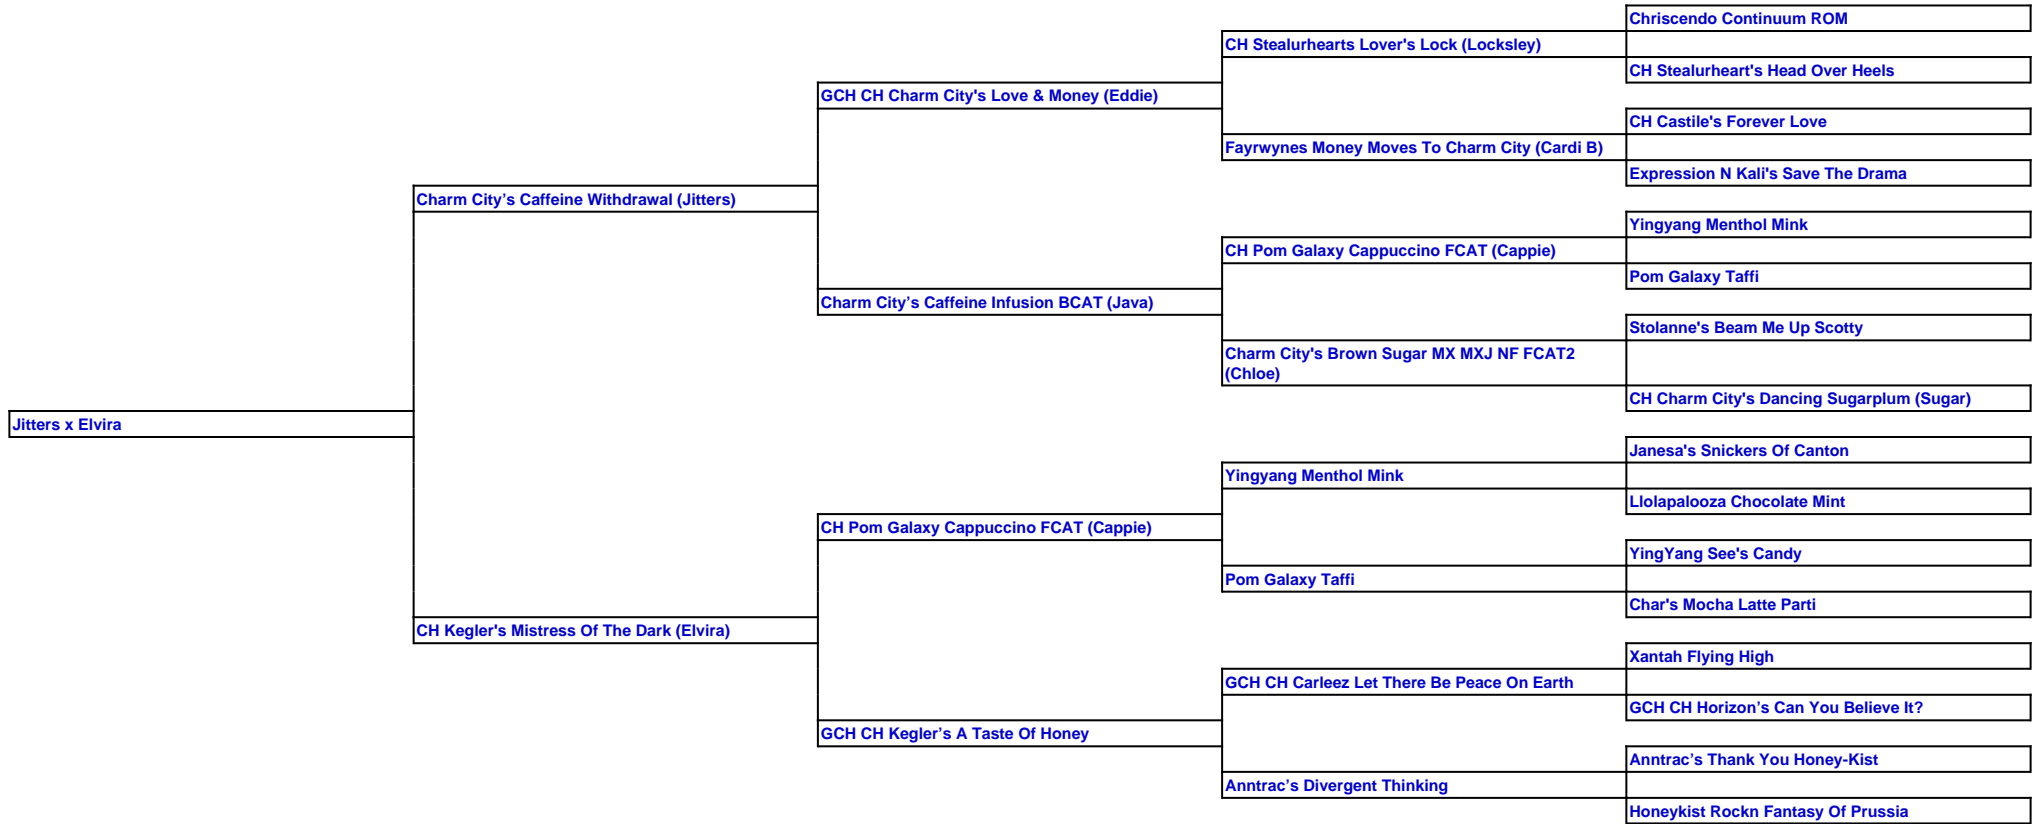 Chriscendo Continuum ROM
CH Stealurhearts Lover's Lock (Locksley)
CH Stealurheart's Head Over Heels
GCH CH Charm City's Love & Money (Eddie)
CH Castile's Forever Love
Fayrwynes Money Moves To Charm City (Cardi B)
Expression N Kali's Save The Drama
Charm City’s Caffeine Withdrawal (Jitters)
Yingyang Menthol Mink
CH Pom Galaxy Cappuccino FCAT (Cappie)
Pom Galaxy Taffi
Charm City’s Caffeine Infusion BCAT (Java)
Stolanne's Beam Me Up Scotty
Charm City's Brown Sugar MX MXJ NF FCAT2
(Chloe)
CH Charm City's Dancing Sugarplum (Sugar)
Jitters x Elvira
Janesa's Snickers Of Canton
Yingyang Menthol Mink
Llolapalooza Chocolate Mint
CH Pom Galaxy Cappuccino FCAT (Cappie)
YingYang See's Candy
Pom Galaxy Taffi
Char's Mocha Latte Parti
CH Kegler's Mistress Of The Dark (Elvira)
Xantah Flying High
GCH CH Carleez Let There Be Peace On Earth
GCH CH Horizon’s Can You Believe It?
GCH CH Kegler’s A Taste Of Honey
Anntrac’s Thank You Honey-Kist
Anntrac’s Divergent Thinking
Honeykist Rockn Fantasy Of Prussia